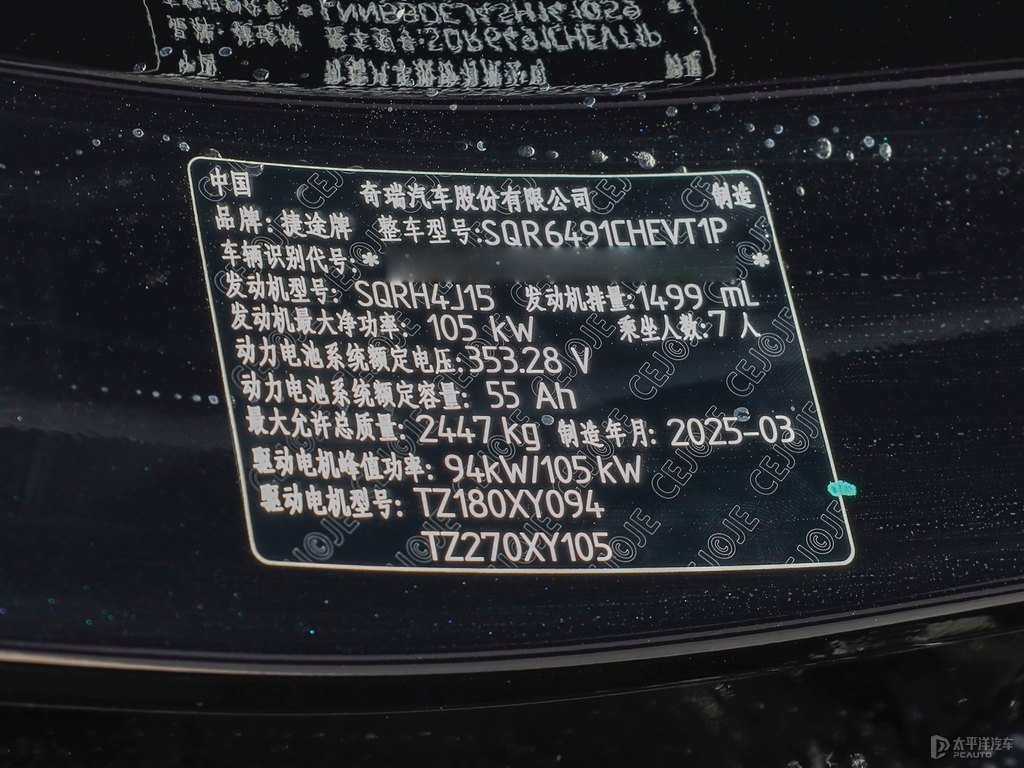 中国 奇瑞汽车股份有限公司 制造
品牌: 捷途牌 整车型号:SQR6491CHEVT1P
车辆识别代号:* *
发动机型号: SQRH4J15 发动机排量:1499 mL
发动机最大净功率: 105 kW 乘坐人数:7人
动力电池系统额定电压:353.28 V
动力电池系统额定容量: 55 Ah
最大允许总质量: 2447 kg 制造年月: 2025-03
驱动电机峰值功率: 94kW/105 kW
驱动电机型号: TZ180XY094
TZ270XY105
CEJ©JE
太平洋汽车
PCAUTO